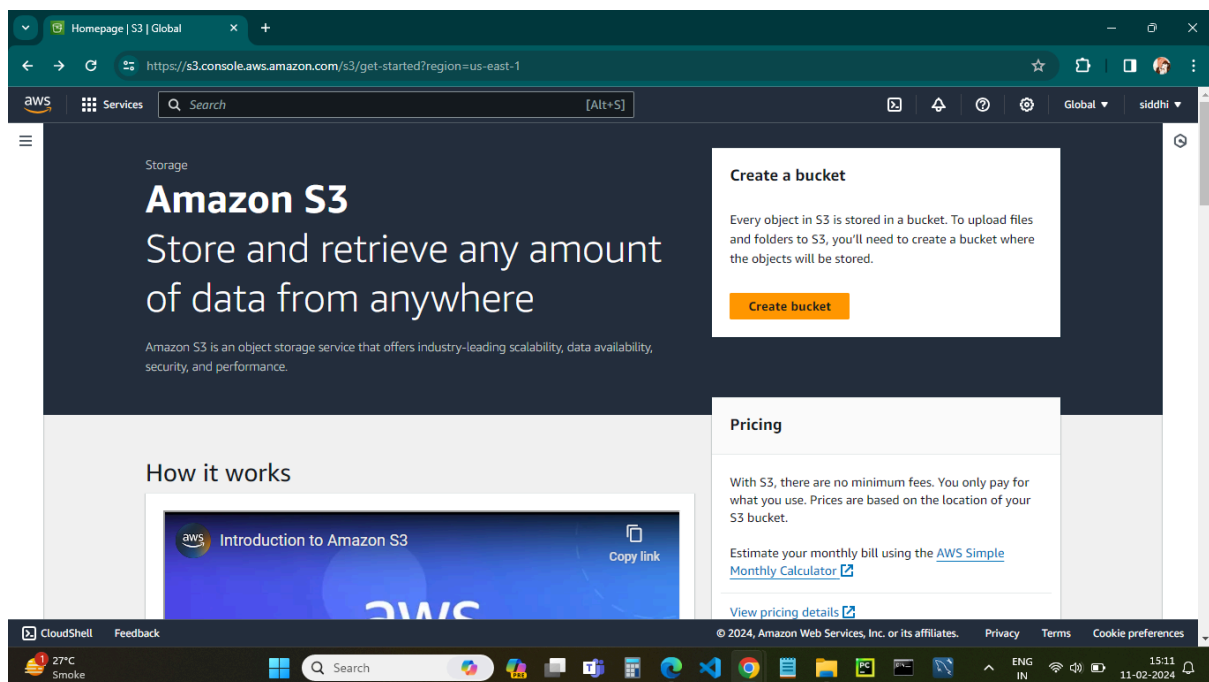 Homepage | S3 | Global
https://s3.console.aws.amazon.com/s3/get-started?region=us-east-1
aws
Services
Search
[Alt+S]
Global
siddhi
Storage
Amazon S3
Store and retrieve any amount
of data from anywhere
Amazon S3 is an object storage service that offers industry-leading scalability, data availability,
security, and performance.
Create a bucket
Every object in S3 is stored in a bucket. To upload files
and folders to S3, you'll need to create a bucket where
the objects will be stored.
Create bucket
How it works
aws
Introduction to Amazon S3
Copy link
aws
Pricing
With S3, there are no minimum fees. You only pay for
what you use. Prices are based on the location of your
S3 bucket.
Estimate your monthly bill using the AWS Simple
Monthly Calculator
View pricing details
CloudShell
Feedback
© 2024, Amazon Web Services, Inc. or its affiliates.
Privacy
Terms
Cookie preferences
1
27°C
Smoke
Search
PRE
T
PC
ENG
IN
15:11
11-02-2024